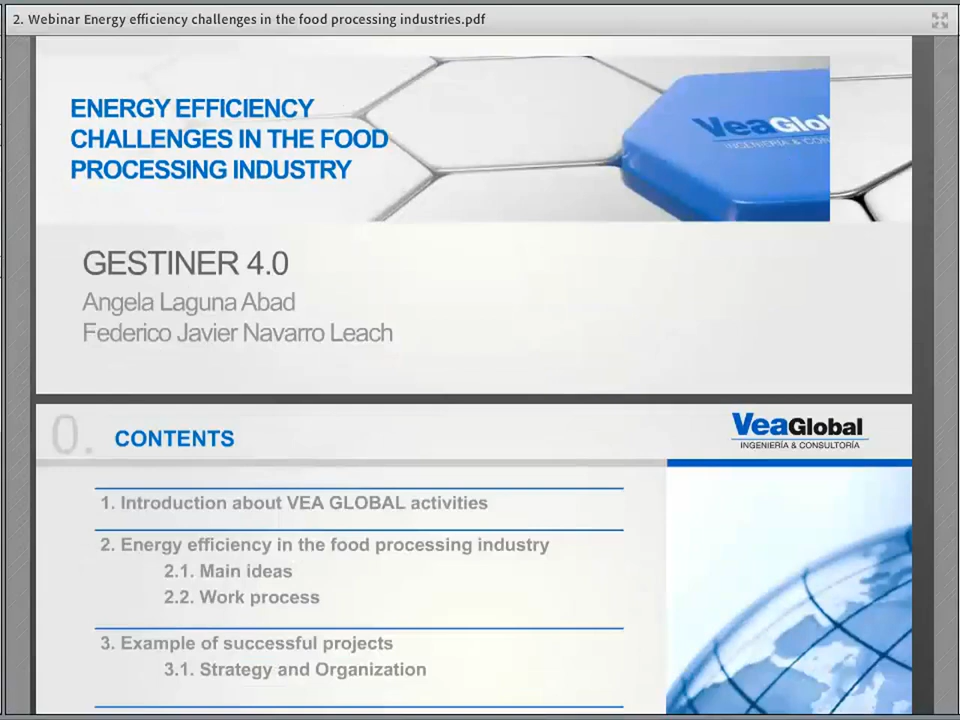 2. Webinar Energy efficiency challenges in the food processing industries.pdf
ENERGY EFFICIENCY
CHALLENGES IN THE FOOD
PROCESSING INDUSTRY
VeaGlob
INGENIERÍA & CON
GESTINER 4.0
Angela Laguna Abad
Federico Javier Navarro Leach
0. CONTENTS
VeaGlobal
INGENIERÍA & CONSULTORÍA
1. Introduction about VEA GLOBAL activities
2. Energy efficiency in the food processing industry
2.1. Main ideas
2.2. Work process
3. Example of successful projects
3.1. Strategy and Organization